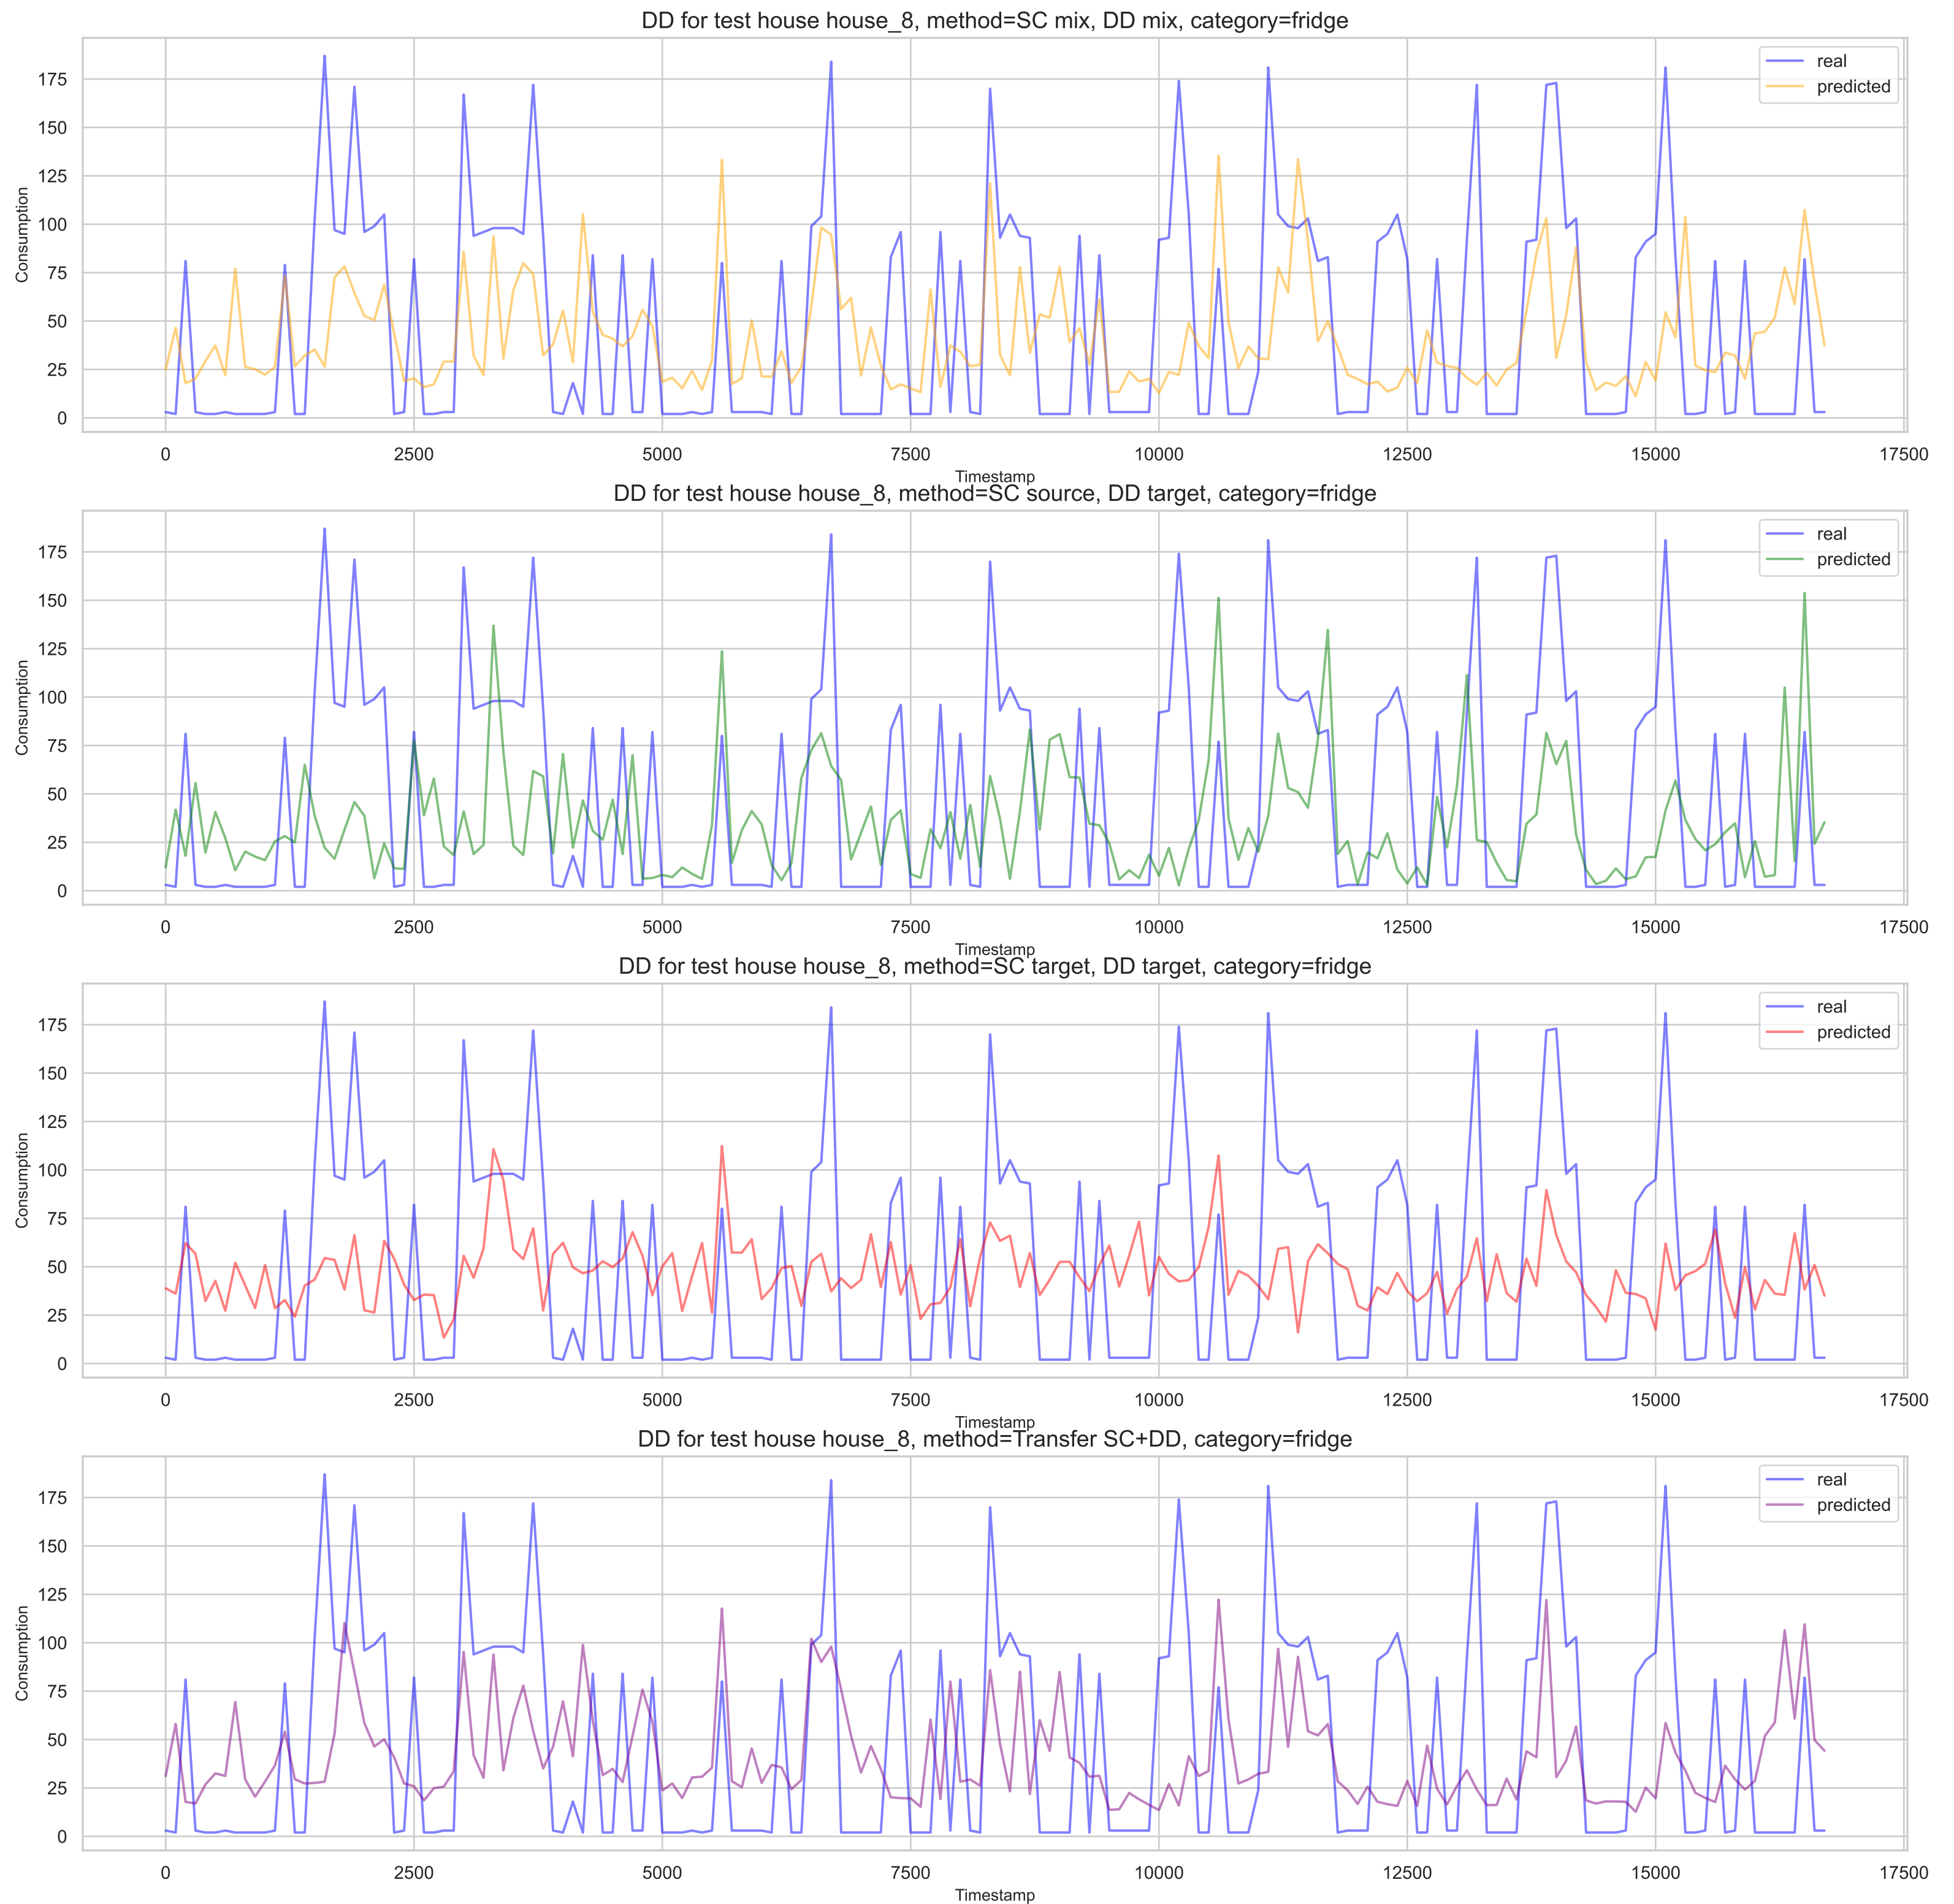 DD for test house house_8, method=SC mix, DD mix, category=fridge
real
predicted
175
150
125
100
75
50
25
0
Consumption
0 2500 5000 7500 10000 12500 15000 17500
Timestamp
DD for test house house_8, method=SC source, DD target, category=fridge
real
predicted
175
150
125
100
75
50
25
0
Consumption
0 2500 5000 7500 10000 12500 15000 17500
Timestamp
DD for test house house_8, method=SC target, DD target, category=fridge
real
predicted
175
150
125
100
75
50
25
0
Consumption
0 2500 5000 7500 10000 12500 15000 17500
Timestamp
DD for test house house_8, method=Transfer SC+DD, category=fridge
real
predicted
175
150
125
100
75
50
25
0
Consumption
0 2500 5000 7500 10000 12500 15000 17500
Timestamp